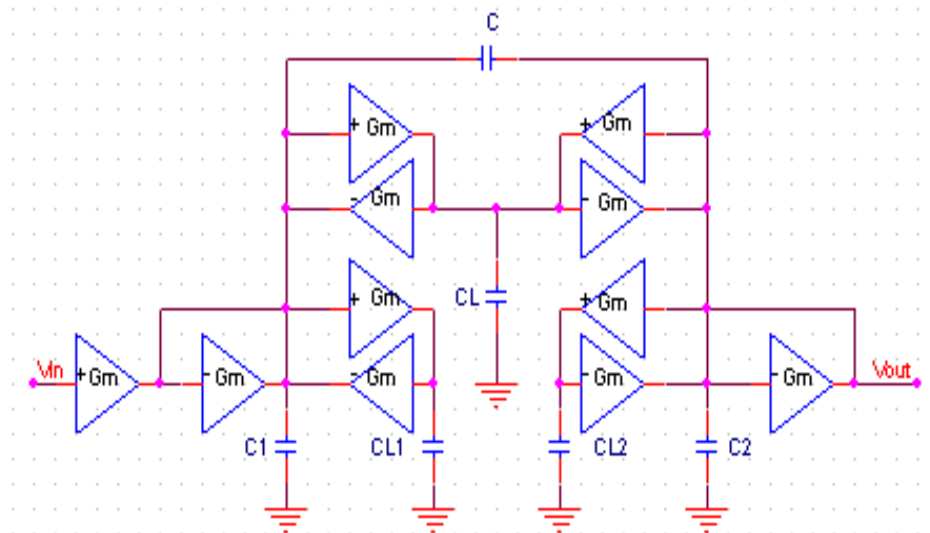 C
+ Gm
+ Gm
- Gm
- Gm
CL
+ Gm
+ Gm
Vin
+Gm
- Gm
- Gm
- Gm
- Gm
Vout
C1
CL1
CL2
C2